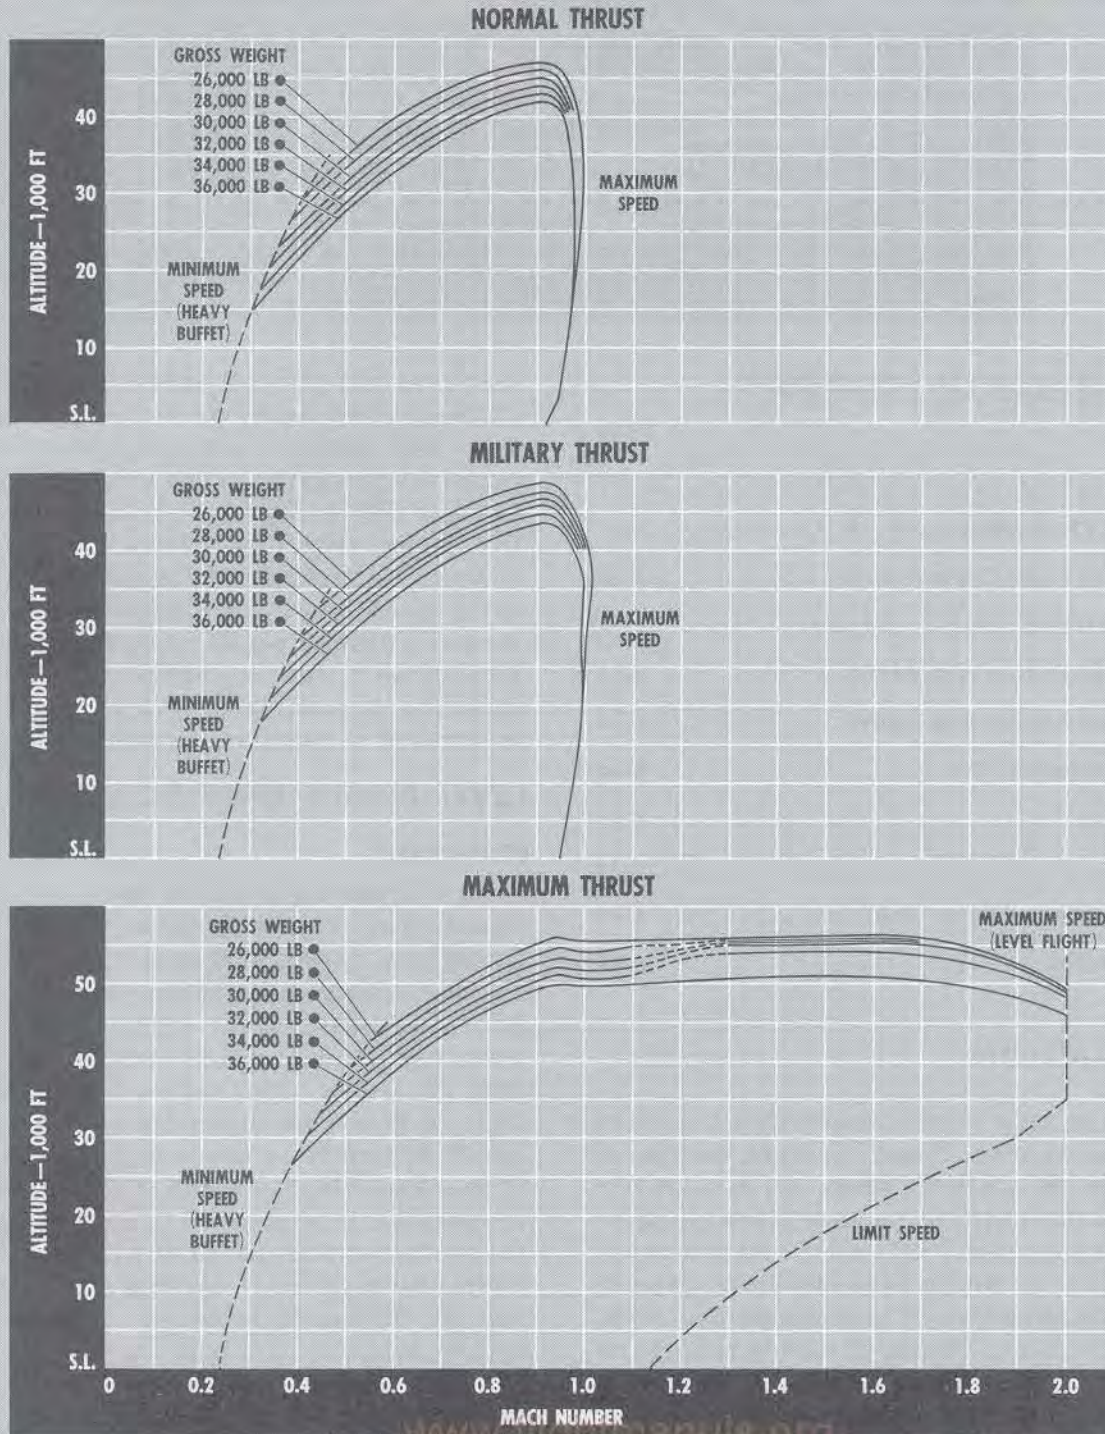 NORMAL THRUST
GROSS WEIGHT
26,000 LB
28,000 LB
30,000 LB
32,000 LB
34,000 LB
36,000 LB
40
30
20
10
S.L.
ALTITUDE—1,000 FT
MINIMUM
SPEED
(HEAVY
BUFFET)
MAXIMUM
SPEED
MILITARY THRUST
GROSS WEIGHT
26,000 LB
28,000 LB
30,000 LB
32,000 LB
34,000 LB
36,000 LB
40
30
20
10
S.L.
ALTITUDE—1,000 FT
MINIMUM
SPEED
(HEAVY
BUFFET)
MAXIMUM
SPEED
MAXIMUM THRUST
GROSS WEIGHT
26,000 LB
28,000 LB
30,000 LB
32,000 LB
34,000 LB
36,000 LB
MAXIMUM SPEED
(LEVEL FLIGHT)
50
40
30
20
10
S.L.
ALTITUDE—1,000 FT
MINIMUM
SPEED
(HEAVY
BUFFET)
LIMIT SPEED
0 0.2 0.4 0.6 0.8 1.0 1.2 1.4 1.6 1.8 2.0
MACH NUMBER